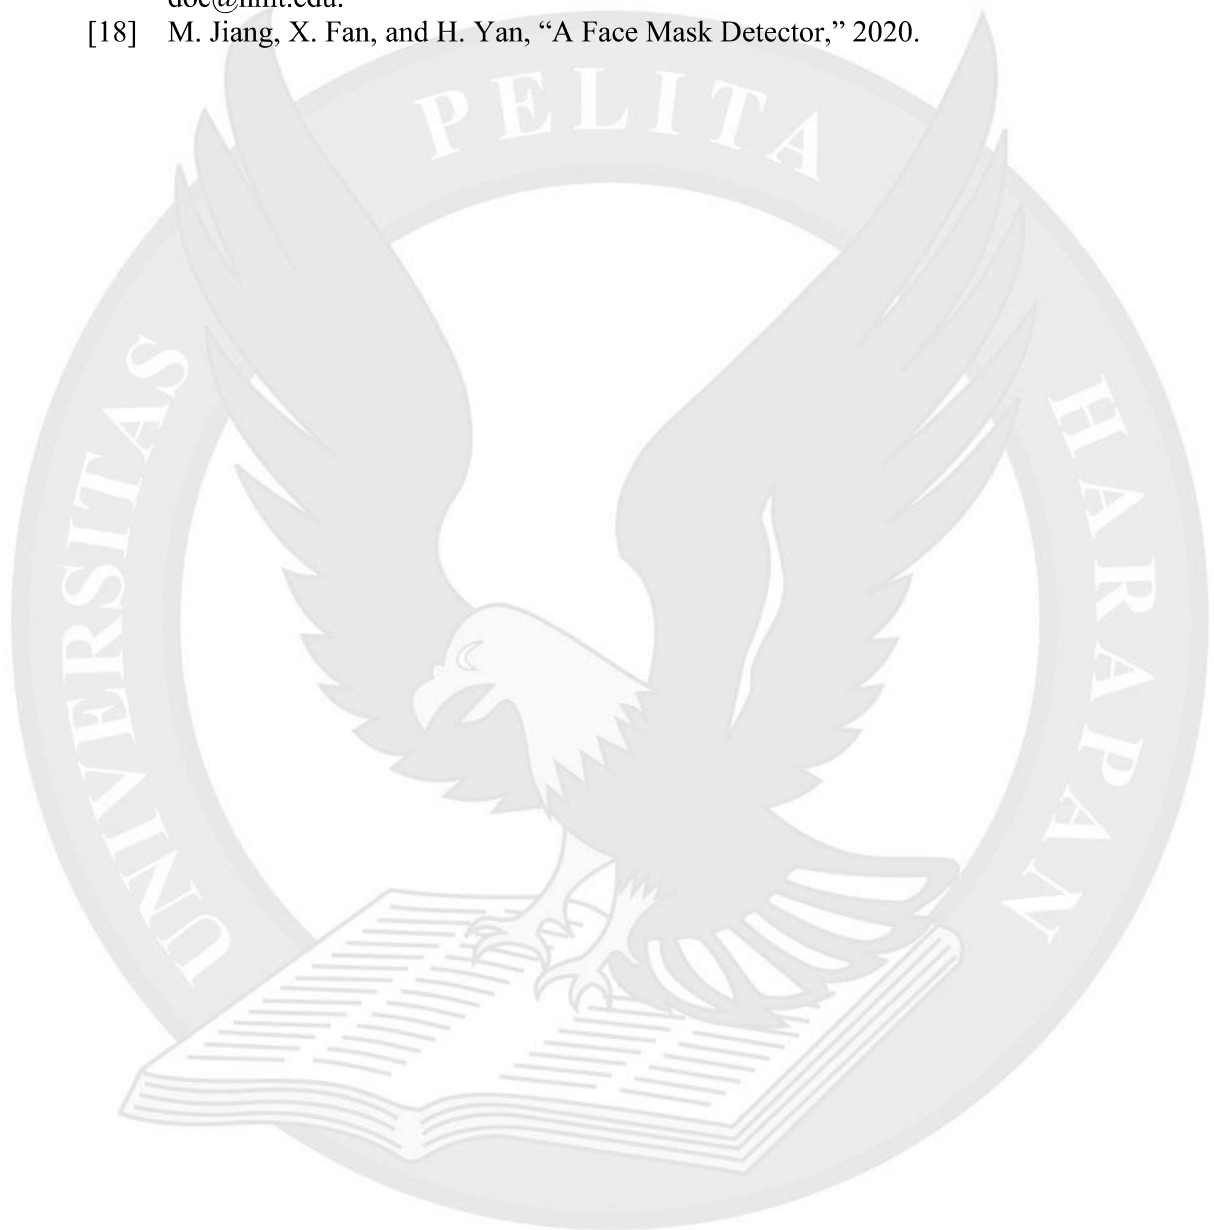 [18] M. Jiang, X. Fan, and H. Yan, “A Face Mask Detector,” 2020.
UNIVERSITAS PELITA HARAPAN